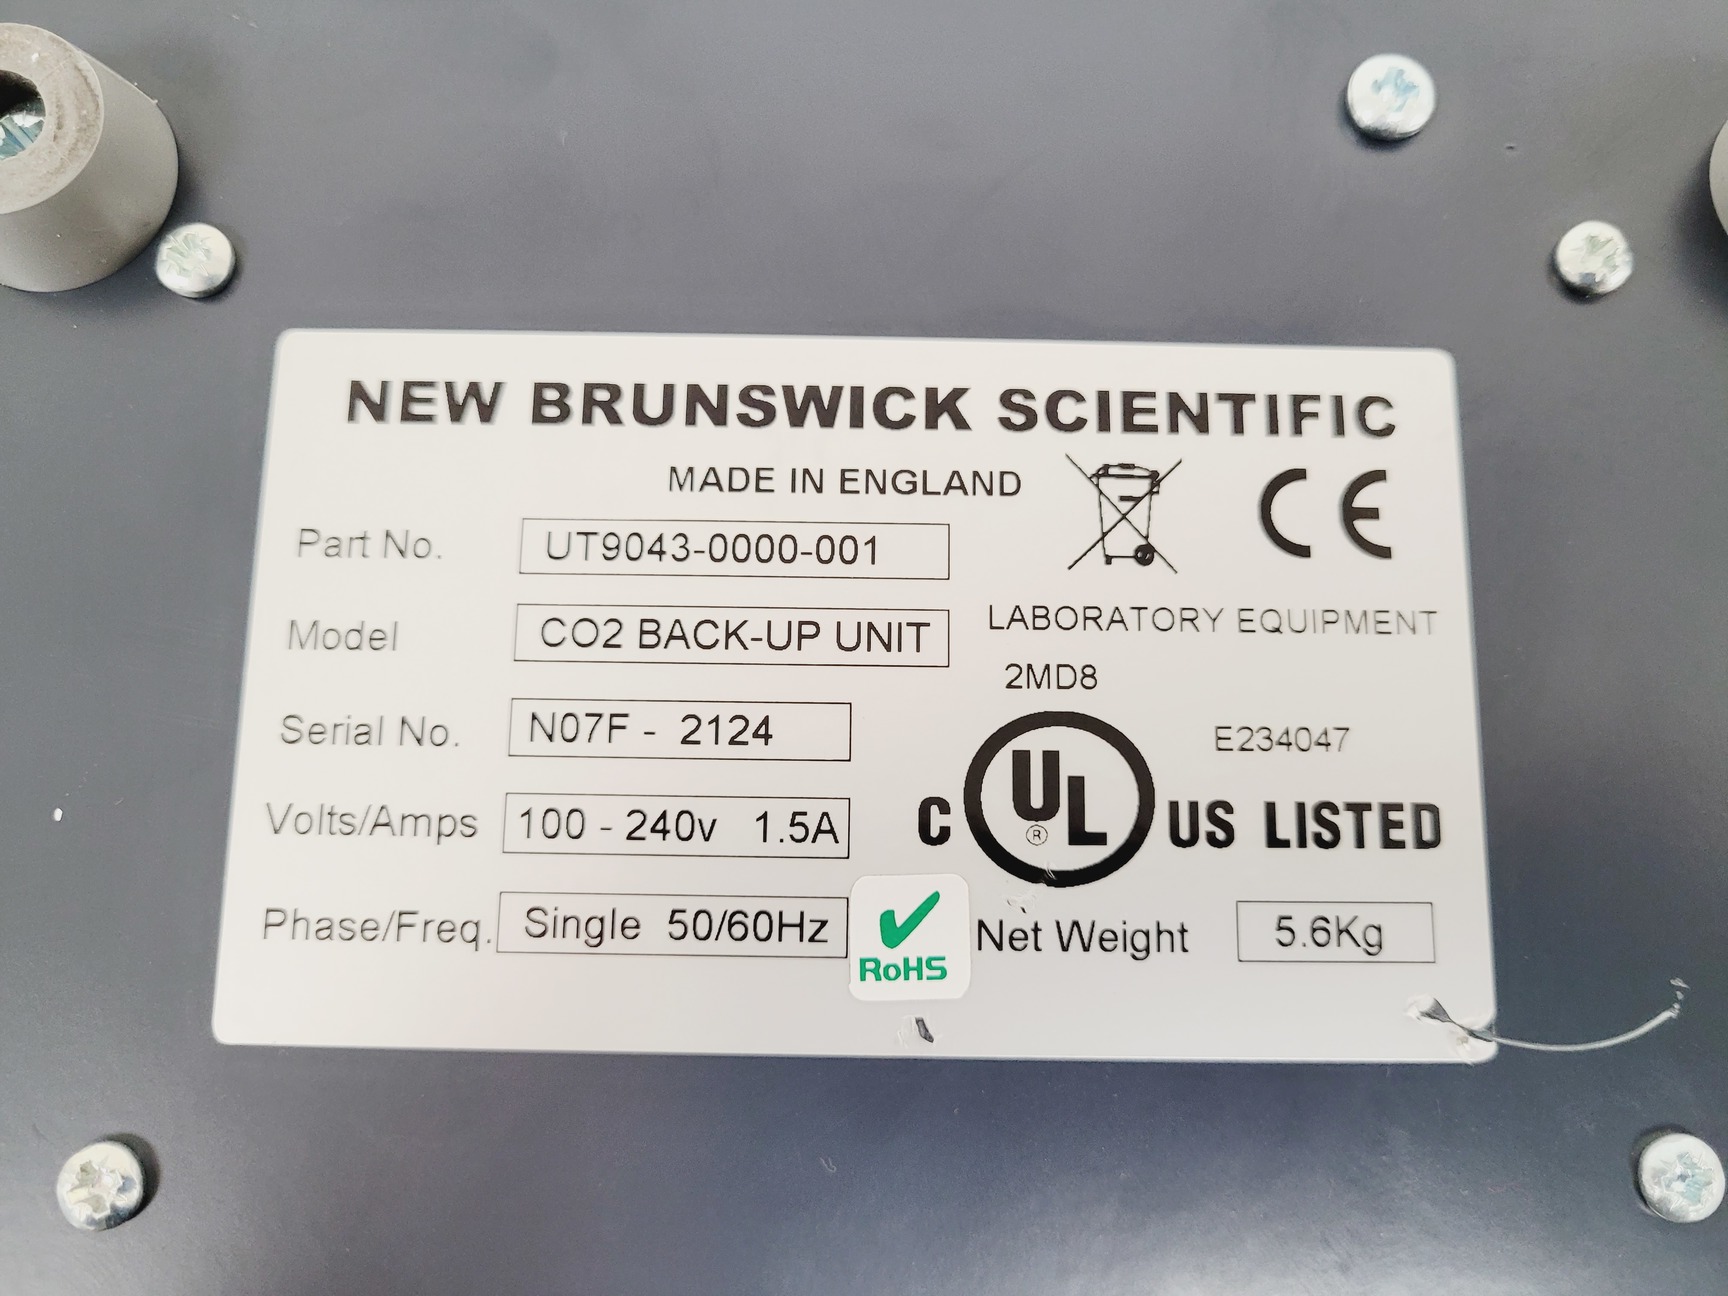 NEW BRUNSWICK SCIENTIFIC
MADE IN ENGLAND
CE
Part No. UT9043-0000-001
Model CO2 BACK-UP UNIT
LABORATORY EQUIPMENT
2MD8
Serial No. N07F - 2124
E234047
Volts/Amps 100 - 240v 1.5A
C UL ® US LISTED
Phase/Freq. Single 50/60Hz
RoHS
Net Weight 5.6Kg